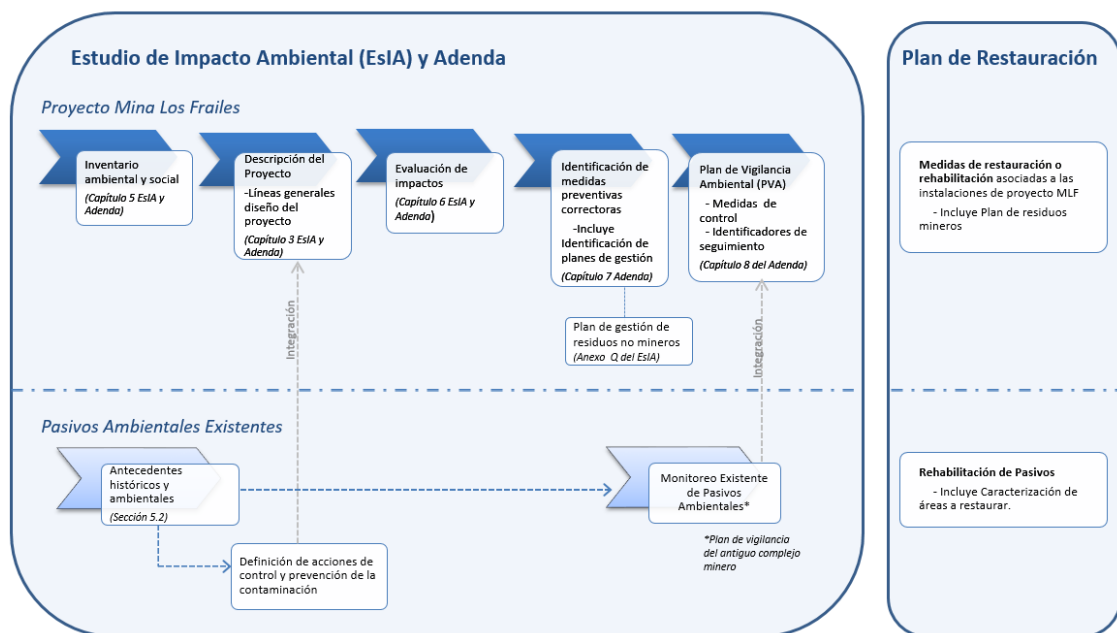 Estudio de Impacto Ambiental (EsIA) y Adenda
Proyecto Mina Los Frailes
Inventario
ambiental y social
(Capítulo 5 EsIA y
Adenda)
Descripción del
Proyecto
-Líneas generales
diseño del
proyecto
(Capítulo 3 EsIA y
Adenda)
Evaluación de
impactos
(Capítulo 6 EsIA y
Adenda)
Identificación de
medidas
preventivas
correctoras
-Incluye
Identificación de
planes de gestión
(Capítulo 7 Adenda)
Plan de Vigilancia
Ambiental (PVA)
- Medidas de
control
- Identificadores de
seguimiento
(Capítulo 8 del Adenda)
Plan de gestión de
residuos no mineros
(Anexo Q del EsIA)
Integración
Integración
Pasivos Ambientales Existentes
Antecedentes
históricos y
ambientales
(Sección 5.2)
Definición de acciones de
control y prevención de la
contaminación
Monitoreo Existente
de Pasivos
Ambientales*
*Plan de vigilancia
del antiguo complejo
minero
Plan de Restauración
Medidas de restauración o
rehabilitación asociadas a las
instalaciones de proyecto MLF
- Incluye Plan de residuos
mineros
Rehabilitación de Pasivos
- Incluye Caracterización de
áreas a restaurar.